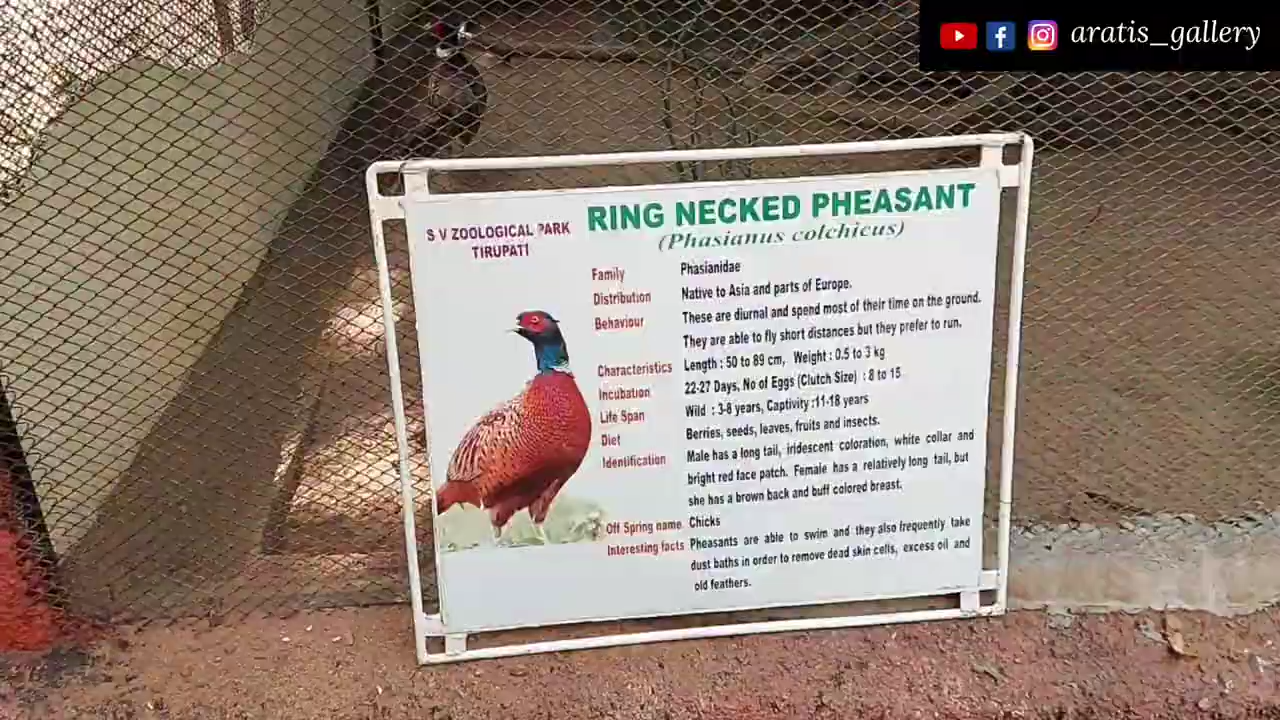 aratis_gallery
S V ZOOLOGICAL PARK
TIRUPATI
RING NECKED PHEASANT
(Phasianus colchicus)
Family Phasianidae
Distribution Native to Asia and parts of Europe.
Behaviour These are diurnal and spend most of their time on the ground.
They are able to fly short distances but they prefer to run.
Characteristics Length : 50 to 89 cm, Weight : 0.5 to 3 kg
Incubation 22-27 Days, No of Eggs (Clutch Size) : 8 to 15
Life Span Wild : 3-8 years, Captivity :11-18 years
Diet Berries, seeds, leaves, fruits and insects.
Identification Male has a long tail, iridescent coloration, white collar and
bright red face patch. Female has a relatively long tail, but
she has a brown back and buff colored breast.
Off Spring name Chicks
Interesting facts Pheasants are able to swim and they also frequently take
dust baths in order to remove dead skin cells, excess oil and
old feathers.